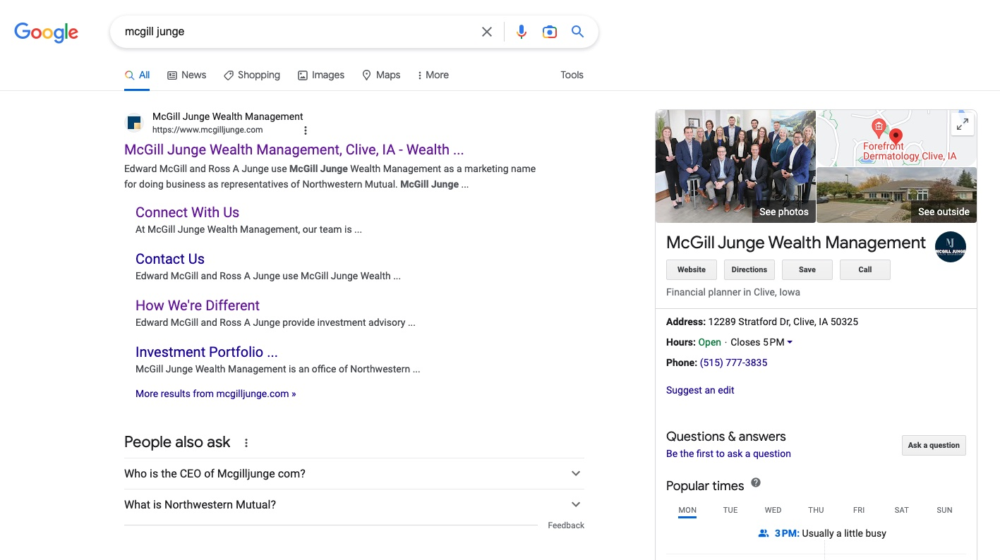 Google
mcgill junge
All
News
Shopping
Images
Maps
More
Tools
McGill Junge Wealth Management
https://www.mcgilljunge.com
McGill Junge Wealth Management, Clive, IA - Wealth ...
Edward McGill and Ross A Junge use McGill Junge Wealth Management as a marketing name
for doing business as representatives of Northwestern Mutual. McGill Junge ...
Connect With Us
At McGill Junge Wealth Management, our team is ...
Contact Us
Edward McGill and Ross A Junge use McGill Junge Wealth ...
How We're Different
Edward McGill and Ross A Junge provide investment advisory ...
Investment Portfolio ...
McGill Junge Wealth Management is an office of Northwestern ...
More results from mcgilljunge.com »
People also ask
Who is the CEO of Mcgilljunge com?
What is Northwestern Mutual?
Feedback
See photos
Forefront
Dermatology Clive, IA
See outside
McGill Junge Wealth Management
MJ
MCGILL JUNGE
WEALTH MANAGEMENT
Website
Directions
Save
Call
Financial planner in Clive, Iowa
Address: 12289 Stratford Dr, Clive, IA 50325
Hours: Open · Closes 5 PM
Phone: (515) 777-3835
Suggest an edit
Questions & answers
Be the first to ask a question
Ask a question
Popular times
MON TUE WED THU FRI SAT SUN
3 PM: Usually a little busy